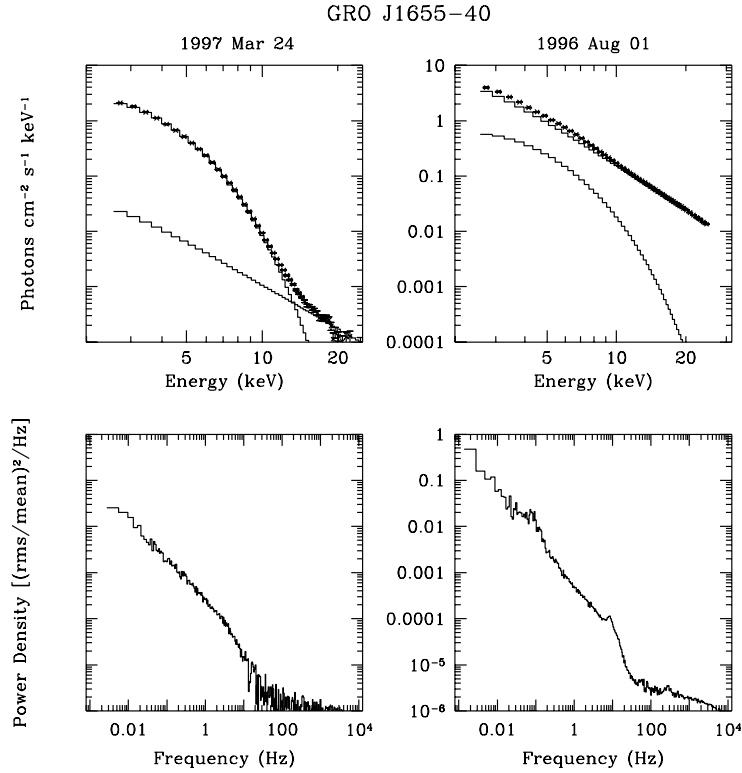 GRO J1655−40
1997 Mar 24
1996 Aug 01
Photons cm⁻² s⁻¹ keV⁻¹
10
1
0.1
0.01
0.0001
5 10 20
5 10 20
Energy (keV)
Energy (keV)
Power Density [(rms/mean)²/Hz]
1
0.1
0.01
0.001
0.0001
10⁻⁵
10⁻⁶
0.01 1 100 10⁴
0.01 1 100 10⁴
Frequency (Hz)
Frequency (Hz)